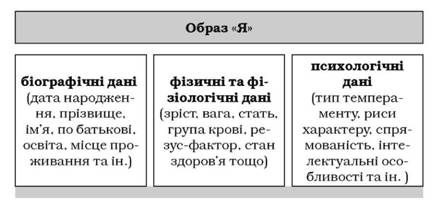 Образ «Я»
біографічні дані
(дата народжен-
ня, прізвище,
ім’я, по батькові,
освіта, місце про-
живання та ін.)
фізичні та фі-
зіологічні дані
(зріст, вага, стать,
група крові, ре-
зус-фактор, стан
здоров’я тощо)
психологічні
дані
(тип темпера-
менту, риси
характеру, спря-
мованість, інте-
лектуальні осо-
бливості та ін. )